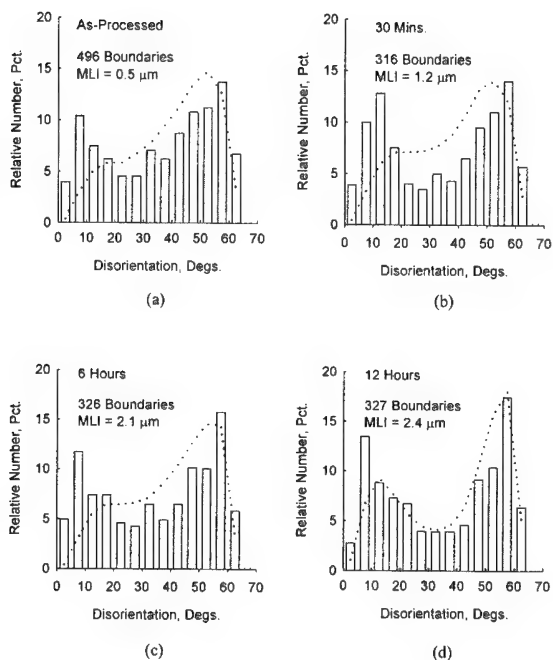 As-Processed
496 Boundaries
MLI = 0.5 µm
Relative Number, Pct.
20
15
10
5
0
0 10 20 30 40 50 60 70
Disorientation, Degs.
(a)
30 Mins.
316 Boundaries
MLI = 1.2 µm
Relative Number, Pct.
20
15
10
5
0
0 10 20 30 40 50 60 70
Disorientation, Degs.
(b)
6 Hours
326 Boundaries
MLI = 2.1 µm
Relative Number, Pct.
20
15
10
5
0
0 10 20 30 40 50 60 70
Disorientation, Degs.
(c)
12 Hours
327 Boundaries
MLI = 2.4 µm
Relative Number, Pct.
20
15
10
5
0
0 10 20 30 40 50 60 70
Disorientation, Degs.
(d)